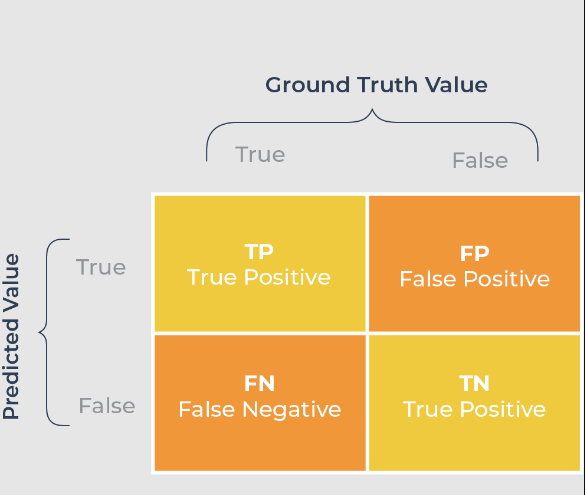 Ground Truth Value
True
False
Predicted Value
True
TP
True Positive
FP
False Positive
False
FN
False Negative
TN
True Positive